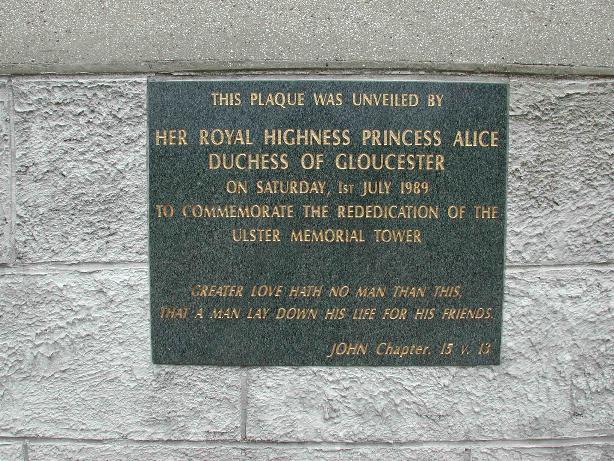 THIS PLAQUE WAS UNVEILED BY
HER ROYAL HIGHNESS PRINCESS ALICE
DUCHESS OF GLOUCESTER
ON SATURDAY, 1ST JULY 1989
TO COMMEMORATE THE REDEDICATION OF THE
ULSTER MEMORIAL TOWER
GREATER LOVE HATH NO MAN THAN THIS,
THAT A MAN LAY DOWN HIS LIFE FOR HIS FRIENDS.
JOHN Chapter. 15 v. 13